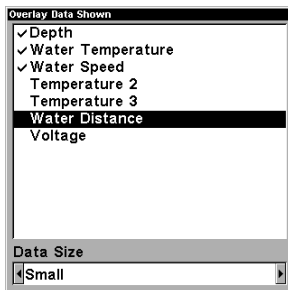 Overlay Data Shown
✓Depth
✓Water Temperature
✓Water Speed
Temperature 2
Temperature 3
Water Distance
Voltage
Data Size
Small